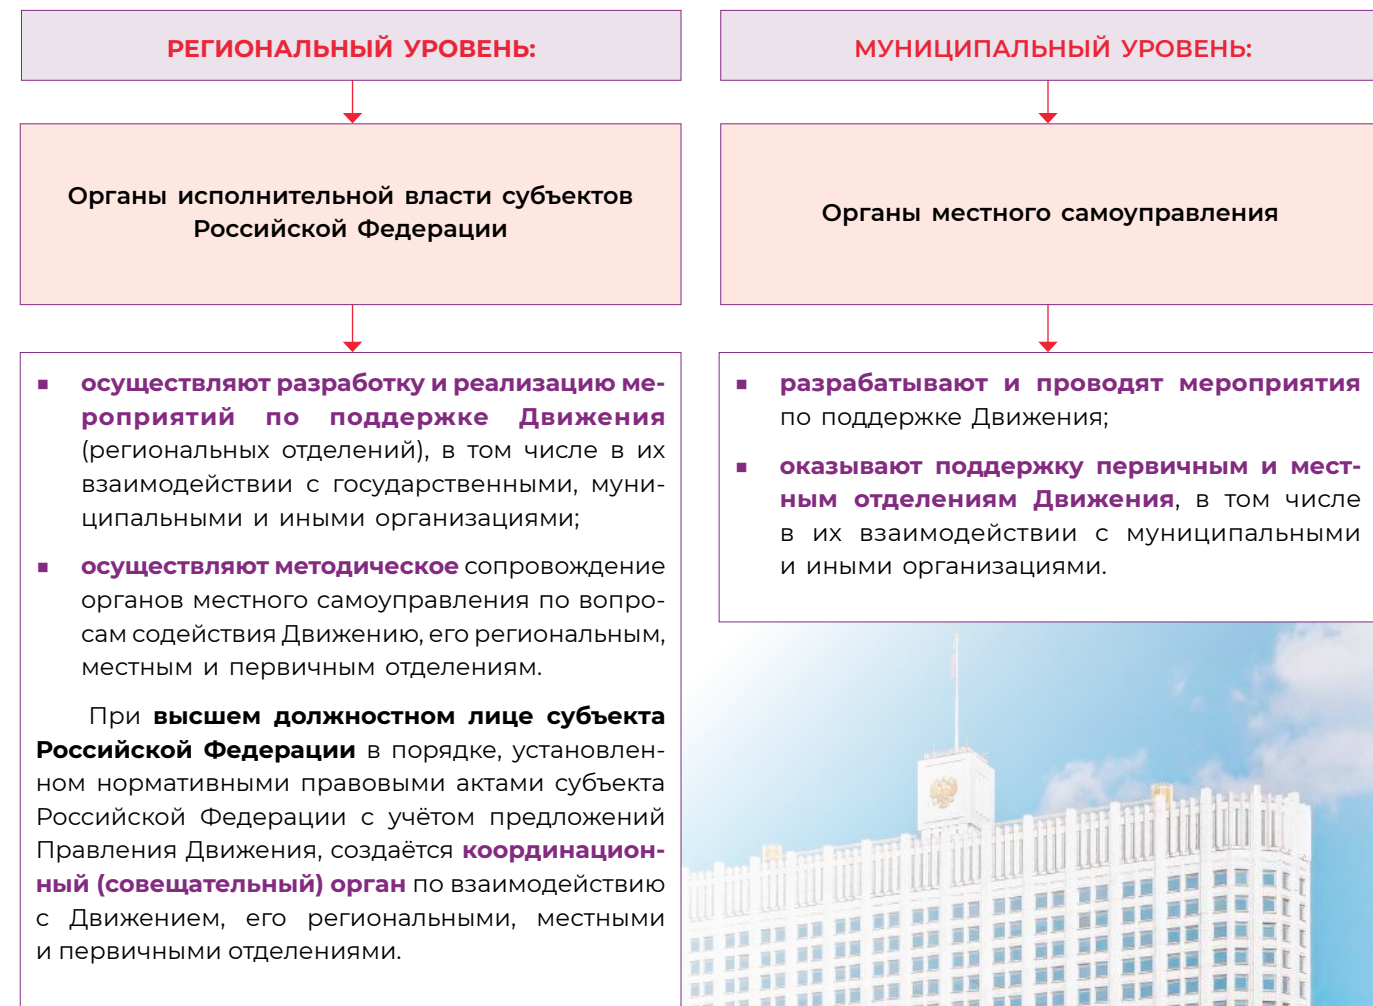 РЕГИОНАЛЬНЫЙ УРОВЕНЬ:
Органы исполнительной власти субъектов
Российской Федерации
▪ осуществляют разработку и реализацию ме-
роприятий по поддержке Движения
(региональных отделений), в том числе в их
взаимодействии с государственными, муни-
ципальными и иными организациями;
▪ осуществляют методическое сопровождение
органов местного самоуправления по вопро-
сам содействия Движению, его региональным,
местным и первичным отделениям.
При высшем должностном лице субъекта
Российской Федерации в порядке, установлен-
ном нормативными правовыми актами субъекта
Российской Федерации с учётом предложений
Правления Движения, создаётся координацион-
ный (совещательный) орган по взаимодействию
с Движением, его региональными, местными
и первичными отделениями.
МУНИЦИПАЛЬНЫЙ УРОВЕНЬ:
Органы местного самоуправления
▪ разрабатывают и проводят мероприятия
по поддержке Движения;
▪ оказывают поддержку первичным и мест-
ным отделениям Движения, в том числе
в их взаимодействии с муниципальными
и иными организациями.